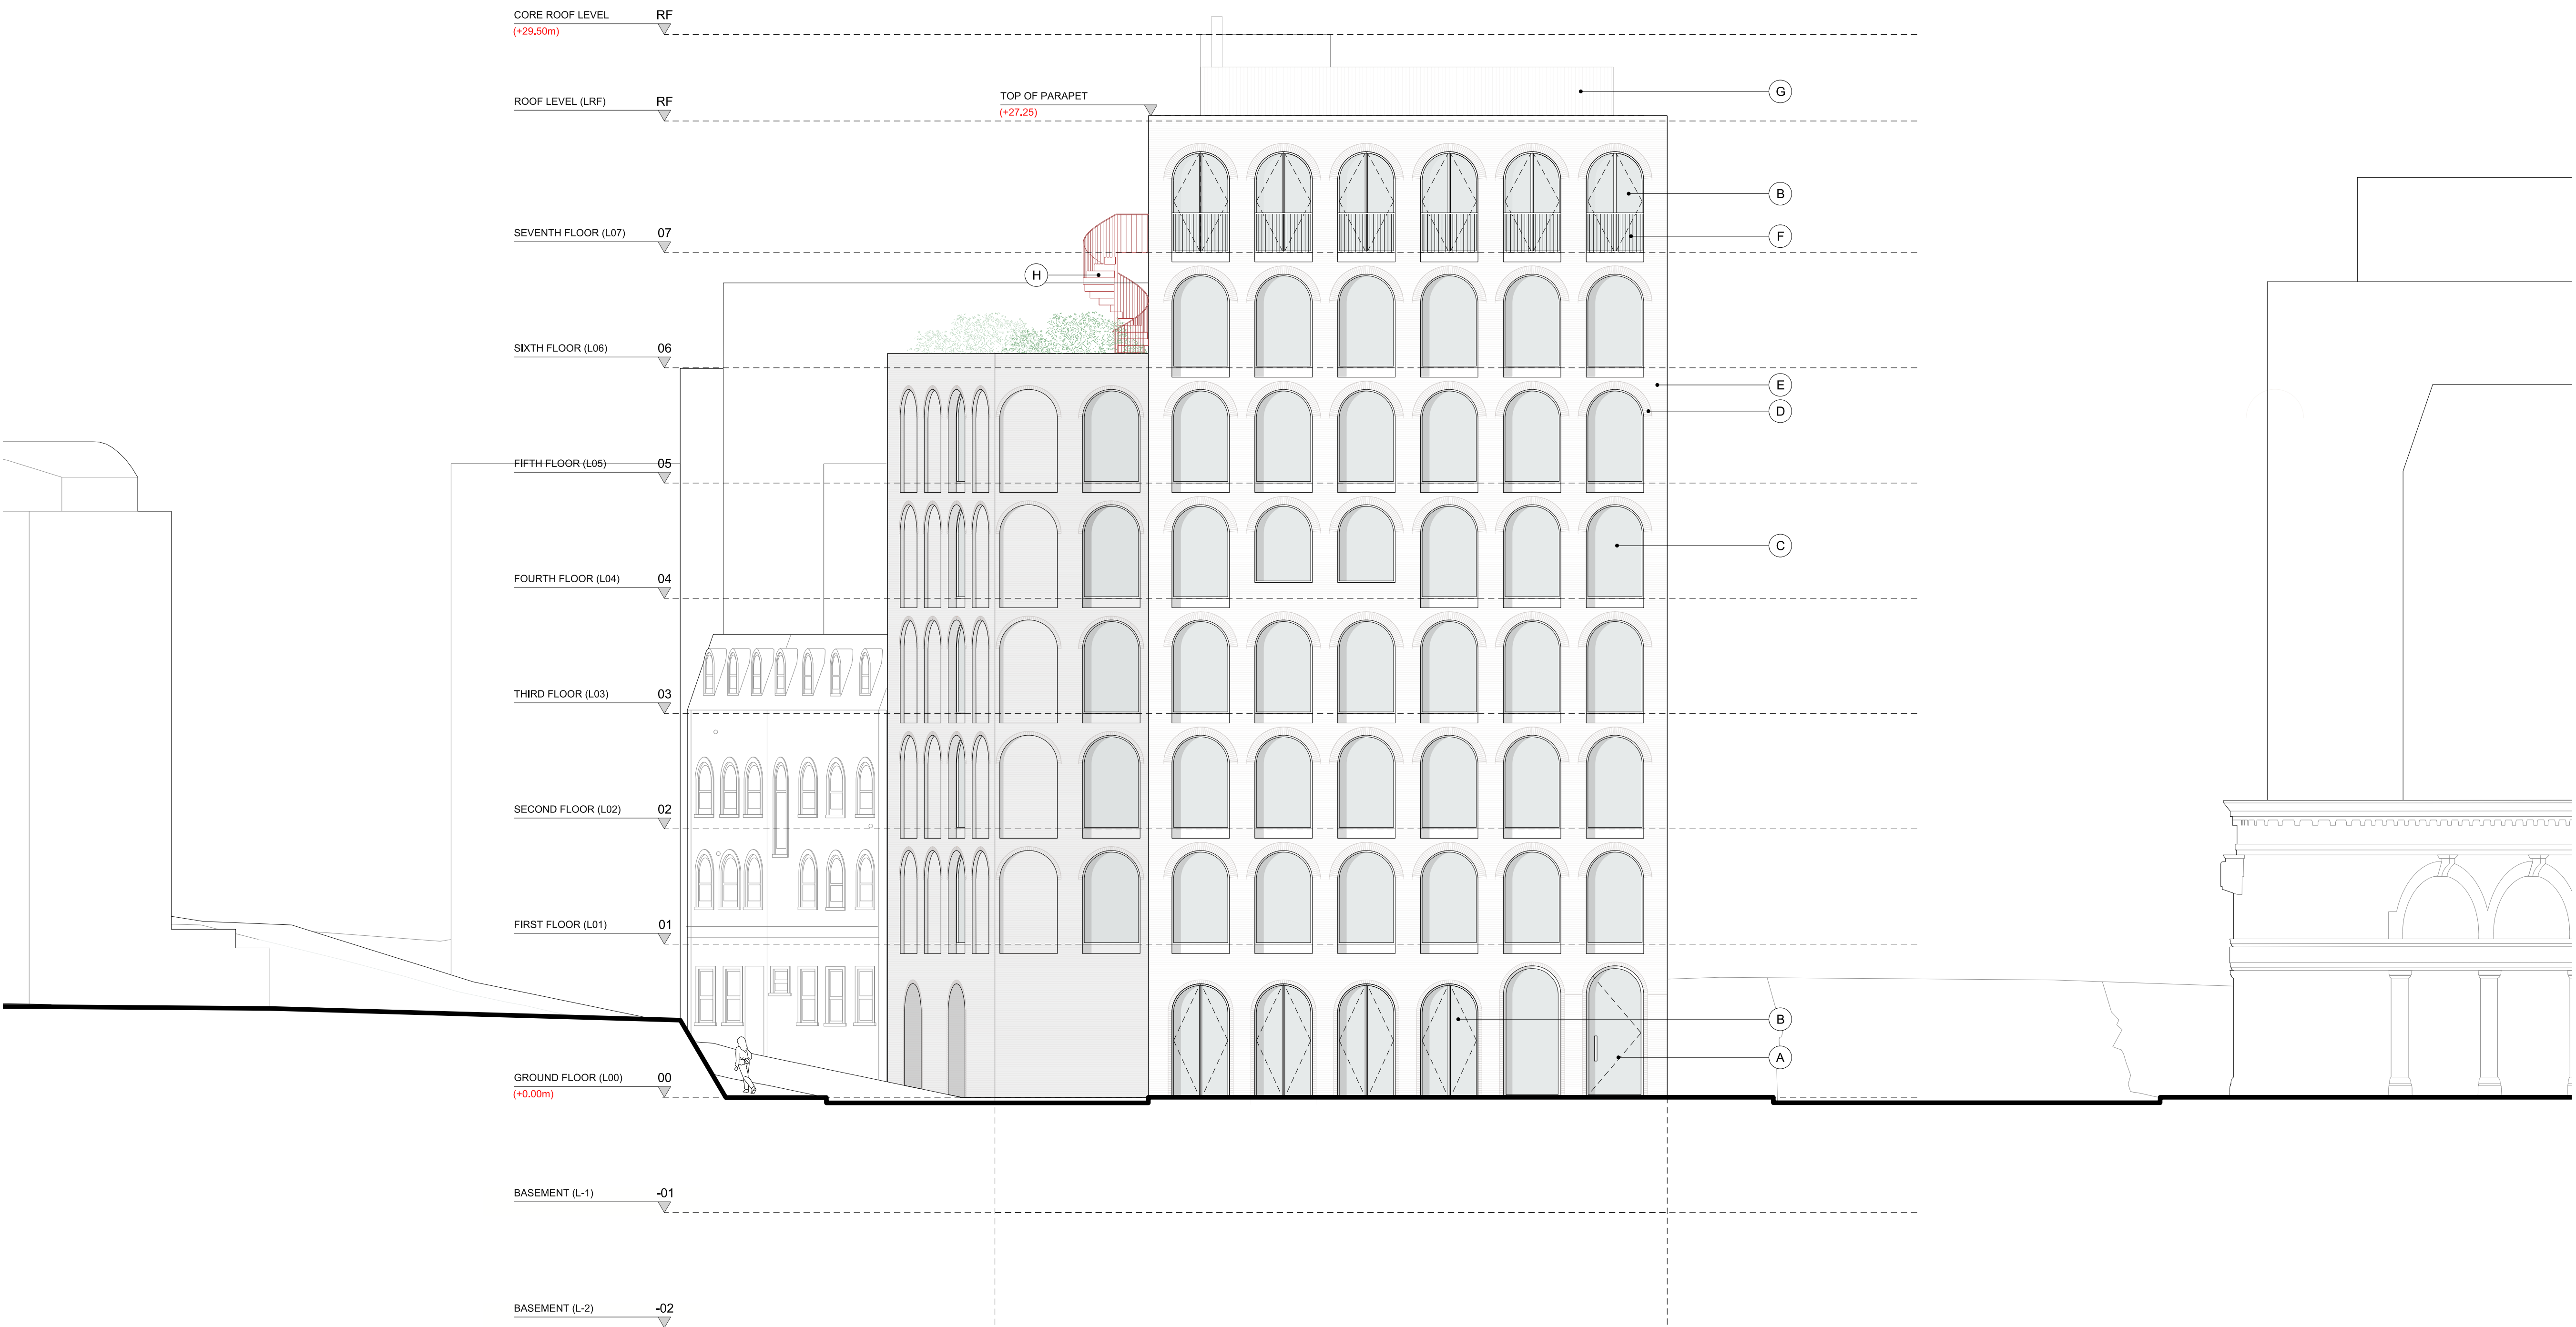 CORE ROOF LEVEL RF
(+29.50m)
ROOF LEVEL (LRF) RF
TOP OF PARAPET
(+27.25)
G
B
SEVENTH FLOOR (L07) 07
F
H
SIXTH FLOOR (L06) 06
E
D
FIFTH FLOOR (L05) 05
C
FOURTH FLOOR (L04) 04
THIRD FLOOR (L03) 03
SECOND FLOOR (L02) 02
FIRST FLOOR (L01) 01
B
A
GROUND FLOOR (L00) 00
(+0.00m)
BASEMENT (L-1) -01
BASEMENT (L-2) -02